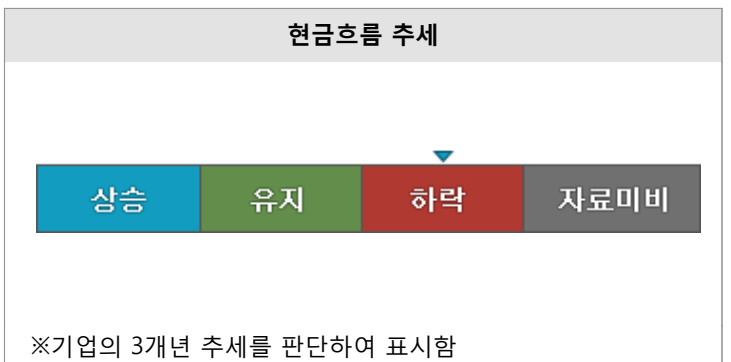 현금흐름 추세
상승 유지 하락 자료미비
※기업의 3개년 추세를 판단하여 표시함